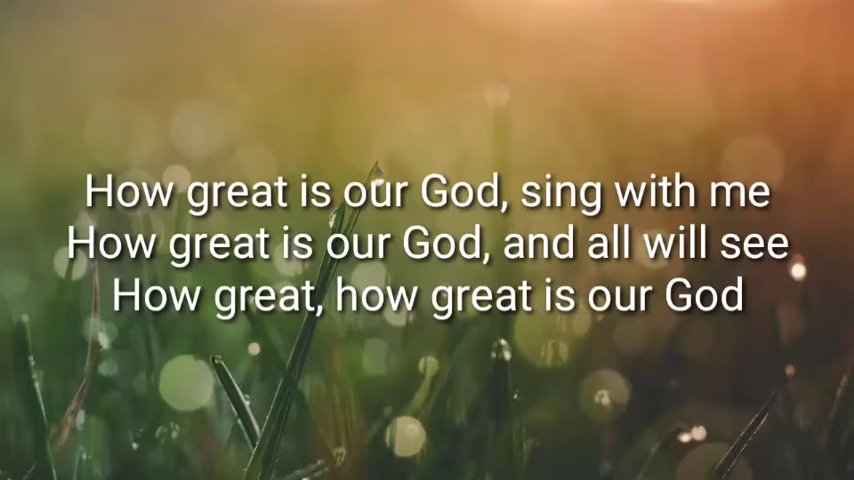 How great is our God, sing with me
How great is our God, and all will see
How great, how great is our God